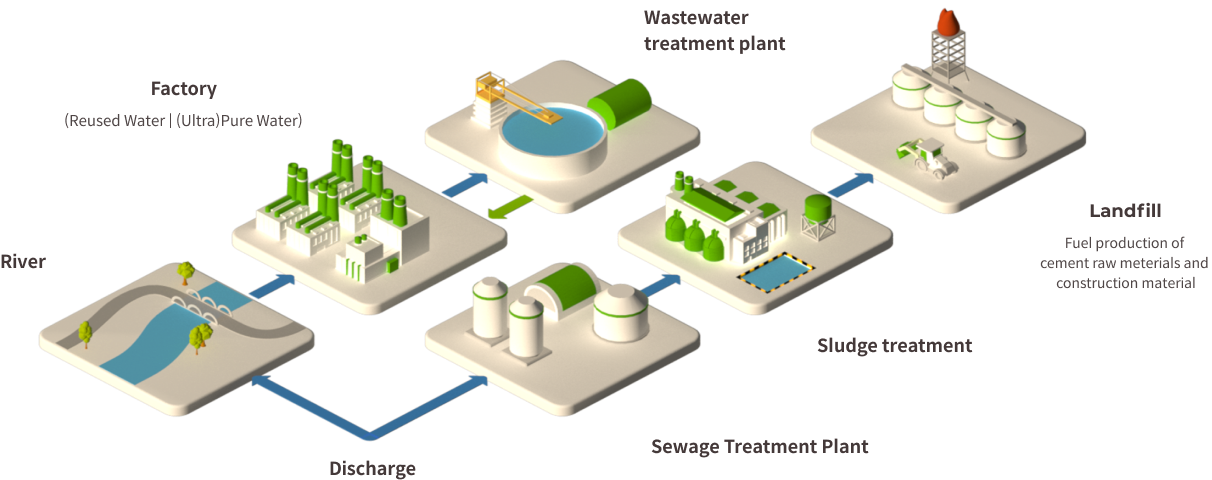 Wastewater
treatment plant
Factory
(Reused Water | (Ultra)Pure Water)
River
Landfill
Fuel production of
cement raw meterials and
construction material
Sludge treatment
Sewage Treatment Plant
Discharge